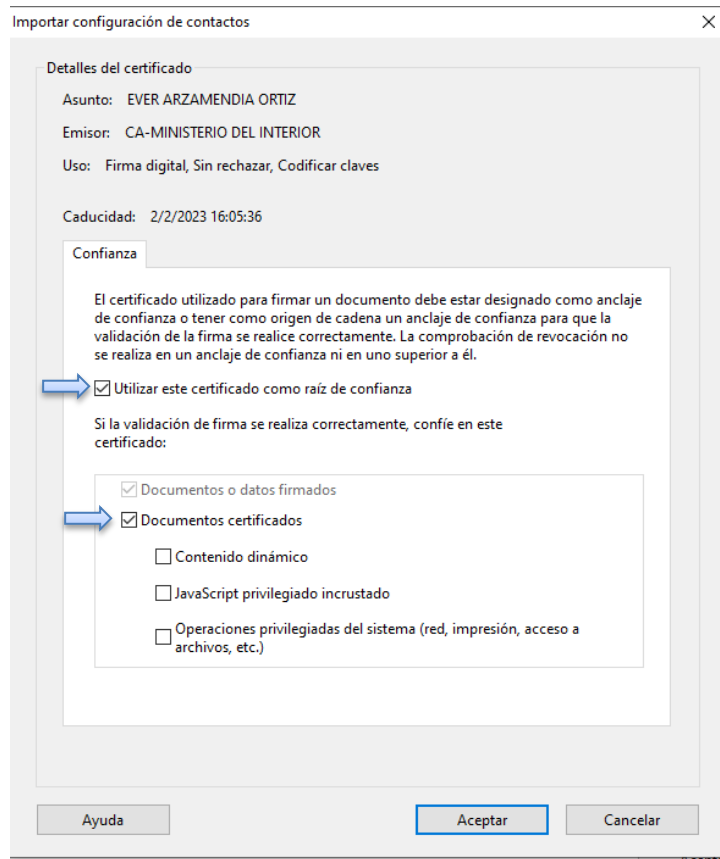 Importar configuración de contactos
Detalles del certificado
Asunto: EVER ARZAMENDIA ORTIZ
Emisor: CA-MINISTERIO DEL INTERIOR
Uso: Firma digital, Sin rechazar, Codificar claves
Caducidad: 2/2/2023 16:05:36
Confianza
El certificado utilizado para firmar un documento debe estar designado como anclaje
de confianza o tener como origen de cadena un anclaje de confianza para que la
validación de la firma se realice correctamente. La comprobación de revocación no
se realiza en un anclaje de confianza ni en uno superior a él.
Utilizar este certificado como raíz de confianza
Si la validación de firma se realiza correctamente, confíe en este
certificado:
Documentos o datos firmados
Documentos certificados
Contenido dinámico
JavaScript privilegiado incrustado
Operaciones privilegiadas del sistema (red, impresión, acceso a
archivos, etc.)
Ayuda
Aceptar
Cancelar